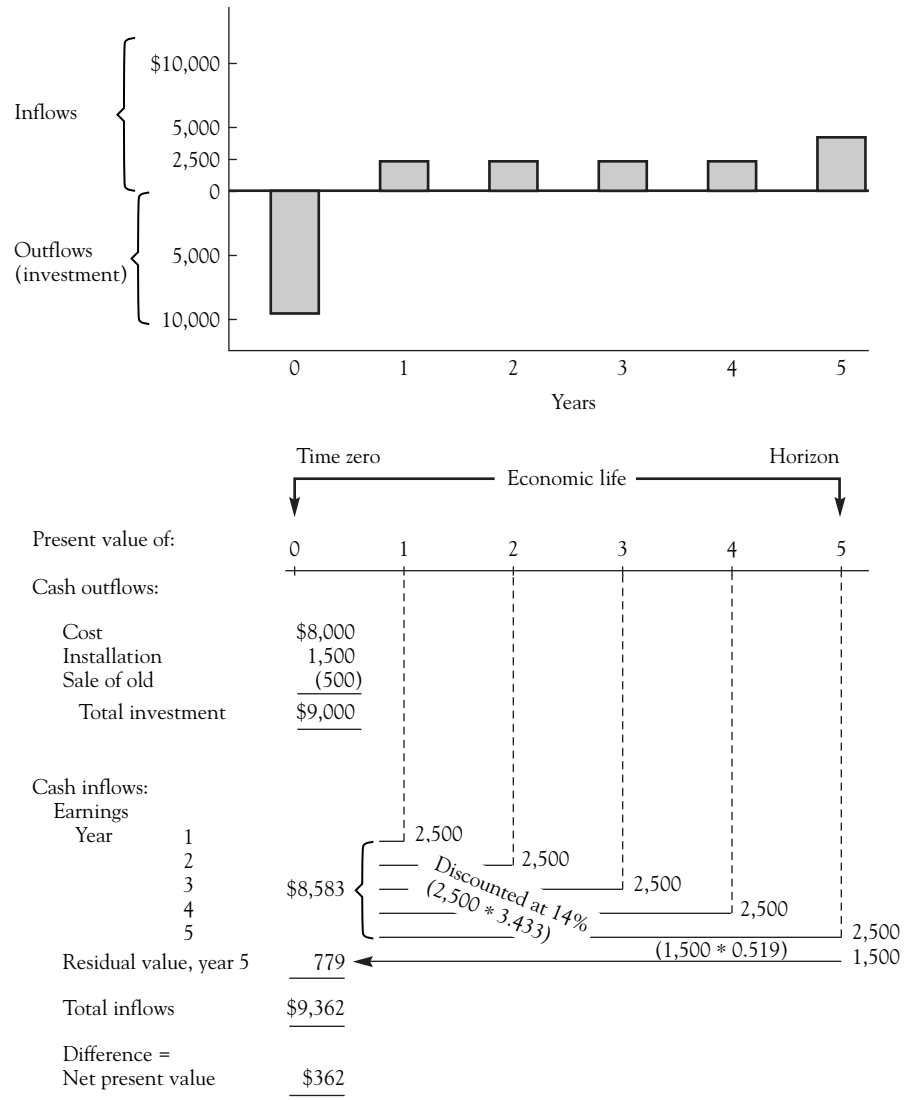 $10,000
Inflows
5,000
2,500
0
Outflows
(investment)
5,000
10,000
0 1 2 3 4 5
Years
Time zero Horizon
Economic life
Present value of:
0 1 2 3 4 5
Cash outflows:
Cost $8,000
Installation 1,500
Sale of old (500)
Total investment $9,000
Cash inflows:
Earnings
Year 1 2,500
2 2,500
3 $8,583 2,500
4 2,500
5 2,500
Discounted at 14%
(2,500 * 3.433)
(1,500 * 0.519)
Residual value, year 5 779 1,500
Total inflows $9,362
Difference =
Net present value $362